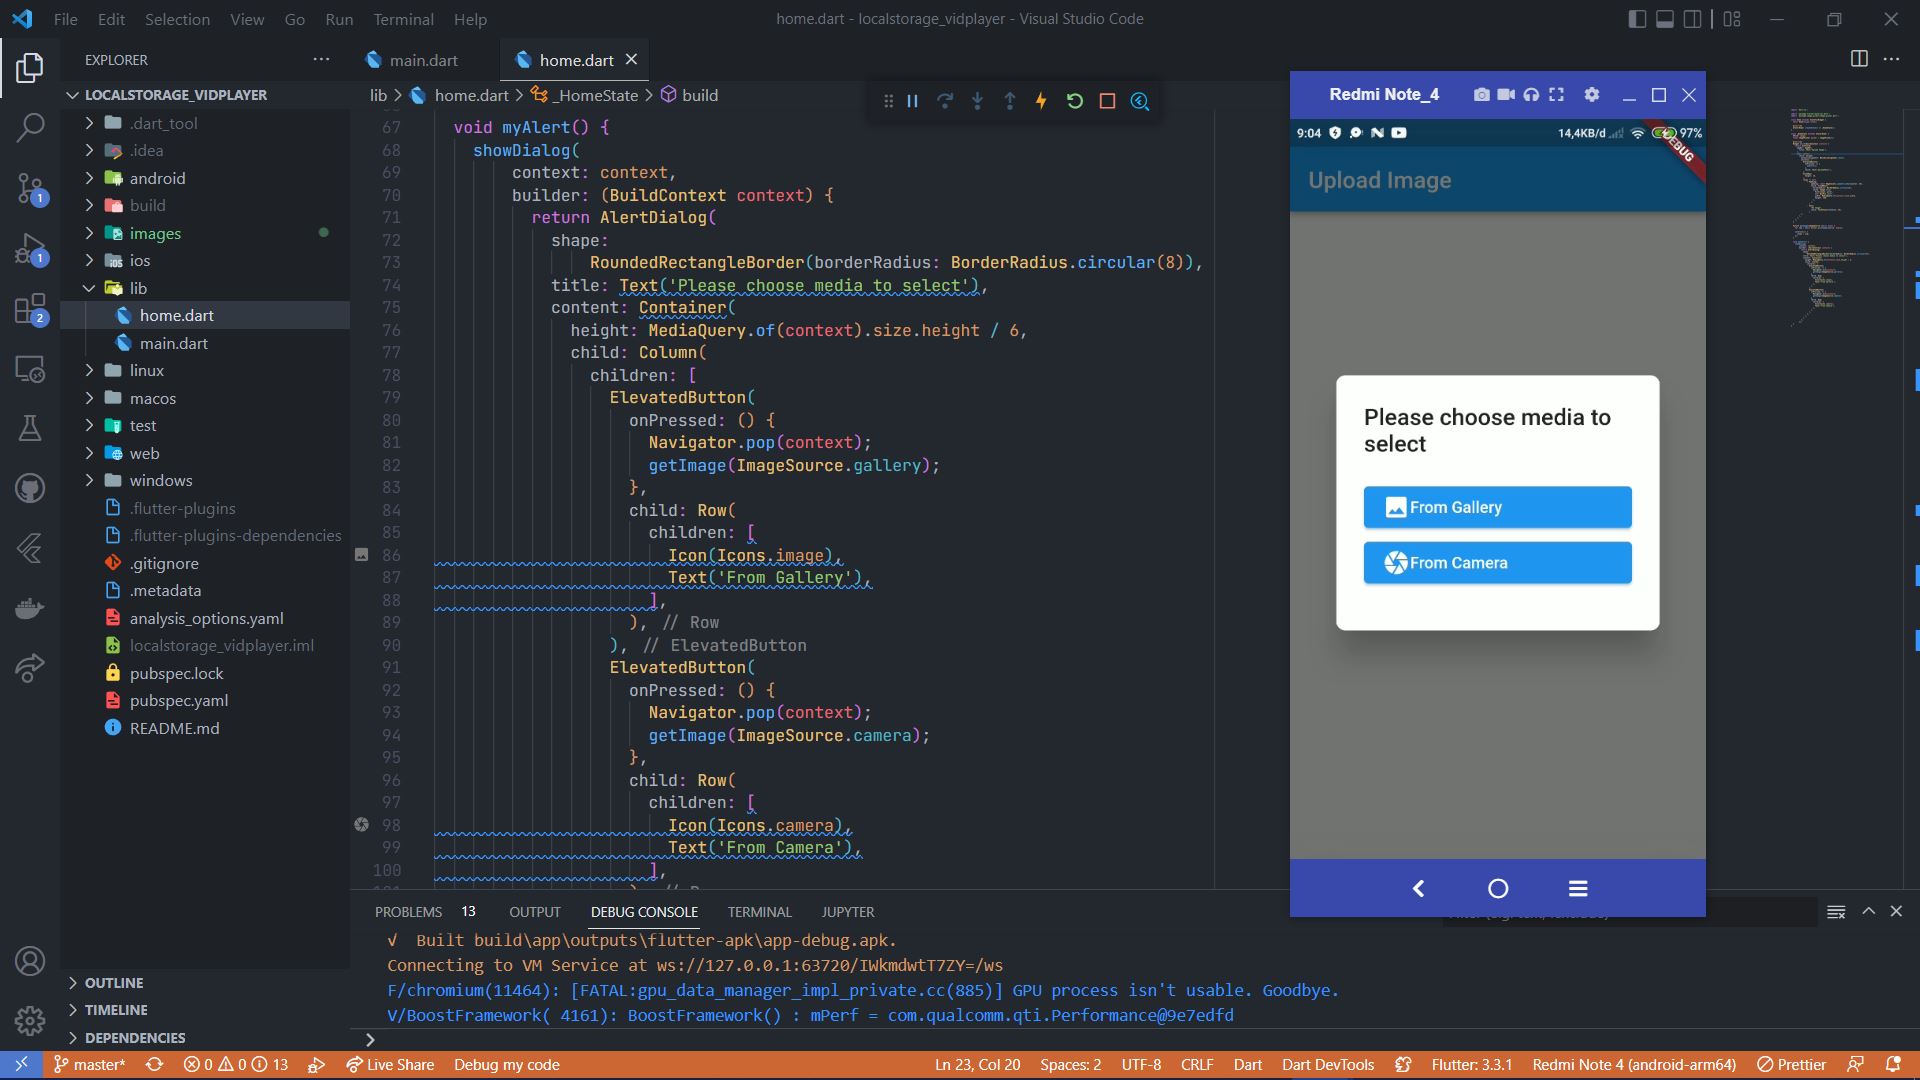 File Edit Selection View Go Run Terminal Help
home.dart - localstorage_vidplayer - Visual Studio Code
EXPLORER
LOCALSTORAGE_VIDPLAYER
.dart_tool
.idea
android
build
images
ios
lib
home.dart
main.dart
linux
macos
test
web
windows
.flutter-plugins
.flutter-plugins-dependencies
.gitignore
.metadata
analysis_options.yaml
localstorage_vidplayer.iml
pubspec.lock
pubspec.yaml
README.md
OUTLINE
TIMELINE
DEPENDENCIES
1
1
2
main.dart
home.dart
lib > home.dart > _HomeState > build
67 void myAlert() {
68 showDialog(
69 context: context,
70 builder: (BuildContext context) {
71 return AlertDialog(
72 shape:
73 RoundedRectangleBorder(borderRadius: BorderRadius.circular(8)),
74 title: Text('Please choose media to select'),
75 content: Container(
76 height: MediaQuery.of(context).size.height / 6,
77 child: Column(
78 children: [
79 ElevatedButton(
80 onPressed: () {
81 Navigator.pop(context);
82 getImage(ImageSource.gallery);
83 },
84 child: Row(
85 children: [
86 Icon(Icons.image),
87 Text('From Gallery'),
88 ],
89 ), // Row
90 ), // ElevatedButton
91 ElevatedButton(
92 onPressed: () {
93 Navigator.pop(context);
94 getImage(ImageSource.camera);
95 },
96 child: Row(
97 children: [
98 Icon(Icons.camera),
99 Text('From Camera'),
100 ],
Redmi Note_4
9:04 14,4KB/d 97%
DEBUG
Upload Image
Please choose media to
select
From Gallery
From Camera
PROBLEMS 13 OUTPUT DEBUG CONSOLE TERMINAL JUPYTER
√ Built build\app\outputs\flutter-apk\app-debug.apk.
Connecting to VM Service at ws://127.0.0.1:63720/IWkmdwtT7ZY=/ws
F/chromium(11464): [FATAL:gpu_data_manager_impl_private.cc(885)] GPU process isn't usable. Goodbye.
V/BoostFramework( 4161): BoostFramework() : mPerf = com.qualcomm.qti.Performance@9e7edfd
master* 0 0 13 Live Share Debug my code Ln 23, Col 20 Spaces: 2 UTF-8 CRLF Dart Dart DevTools Flutter: 3.3.1 Redmi Note 4 (android-arm64) Prettier